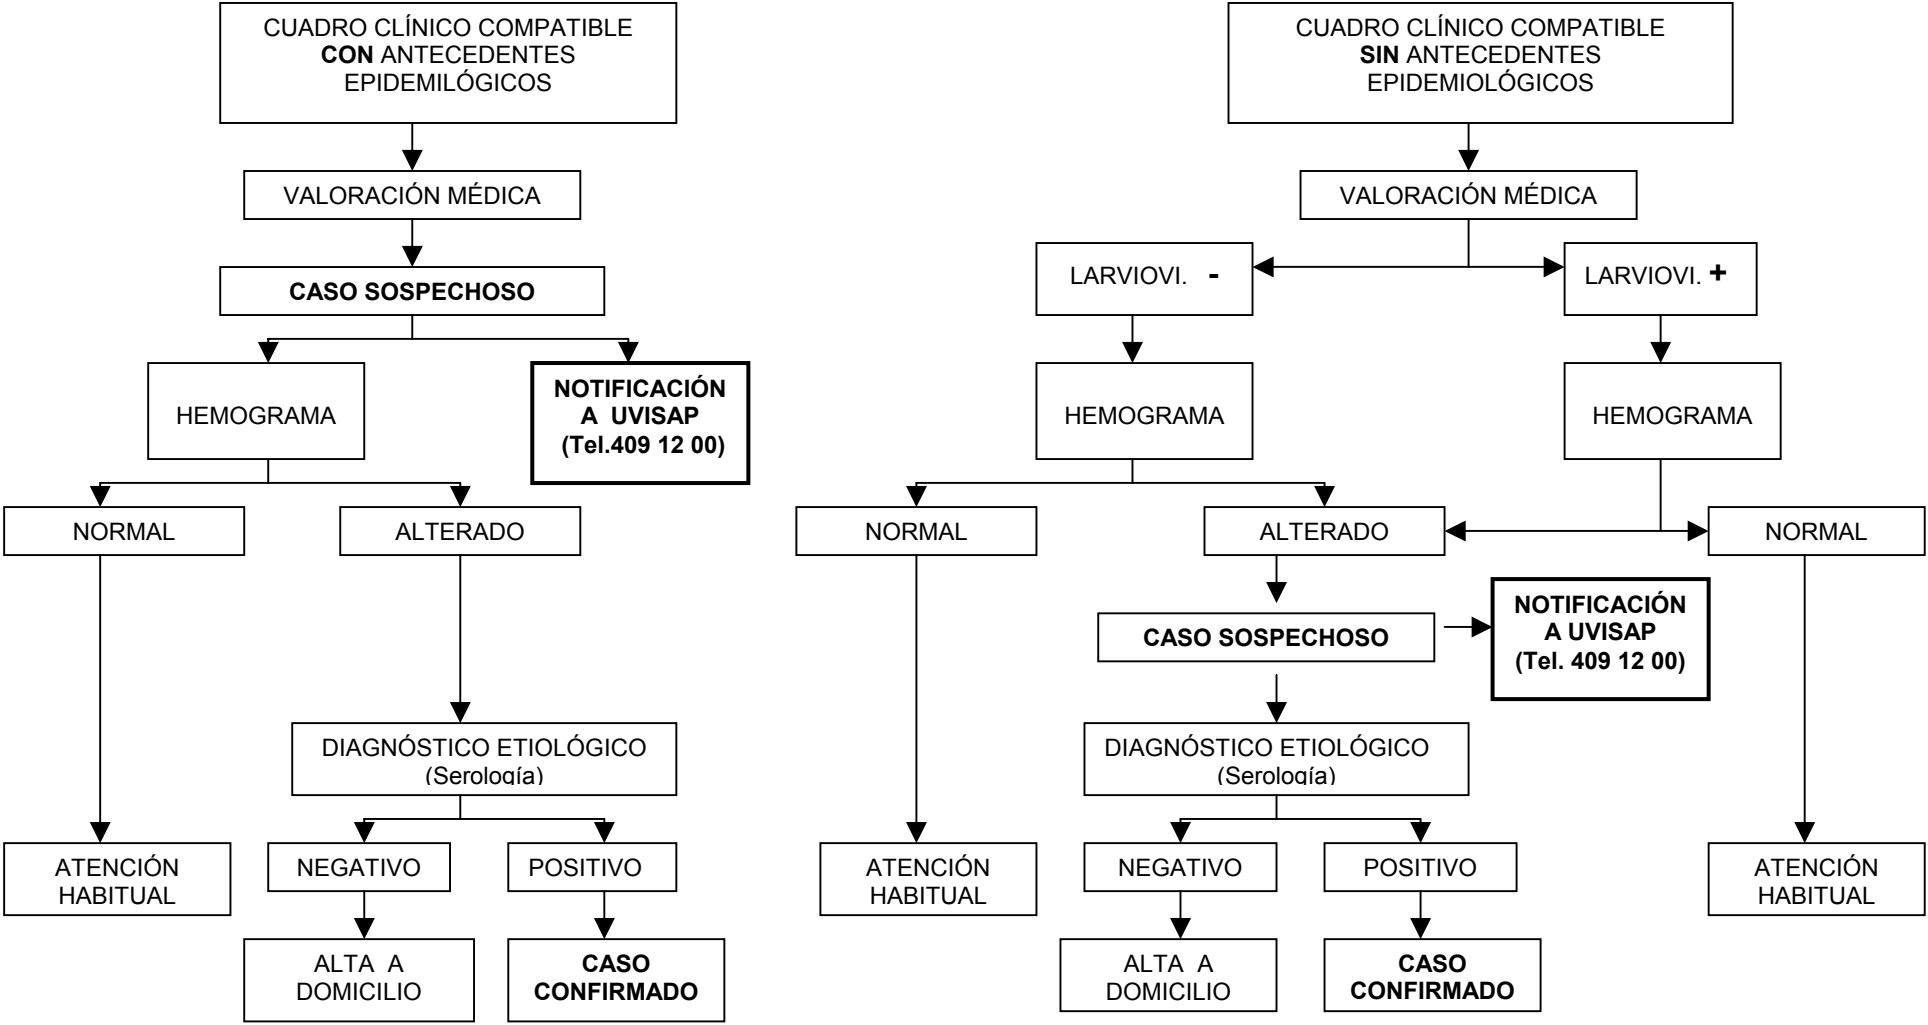 CUADRO CLÍNICO COMPATIBLE
CON ANTECEDENTES
EPIDEMILÓGICOS
VALORACIÓN MÉDICA
CASO SOSPECHOSO
HEMOGRAMA
NOTIFICACIÓN
A UVISAP
(Tel.409 12 00)
NORMAL
ALTERADO
DIAGNÓSTICO ETIOLÓGICO
(Serología)
ATENCIÓN
HABITUAL
NEGATIVO
POSITIVO
ALTA A
DOMICILIO
CASO
CONFIRMADO
CUADRO CLÍNICO COMPATIBLE
SIN ANTECEDENTES
EPIDEMIOLÓGICOS
VALORACIÓN MÉDICA
LARVIOVI. -
LARVIOVI. +
HEMOGRAMA
HEMOGRAMA
NORMAL
ALTERADO
NORMAL
CASO SOSPECHOSO
NOTIFICACIÓN
A UVISAP
(Tel. 409 12 00)
DIAGNÓSTICO ETIOLÓGICO
(Serología)
ATENCIÓN
HABITUAL
NEGATIVO
POSITIVO
ATENCIÓN
HABITUAL
ALTA A
DOMICILIO
CASO
CONFIRMADO